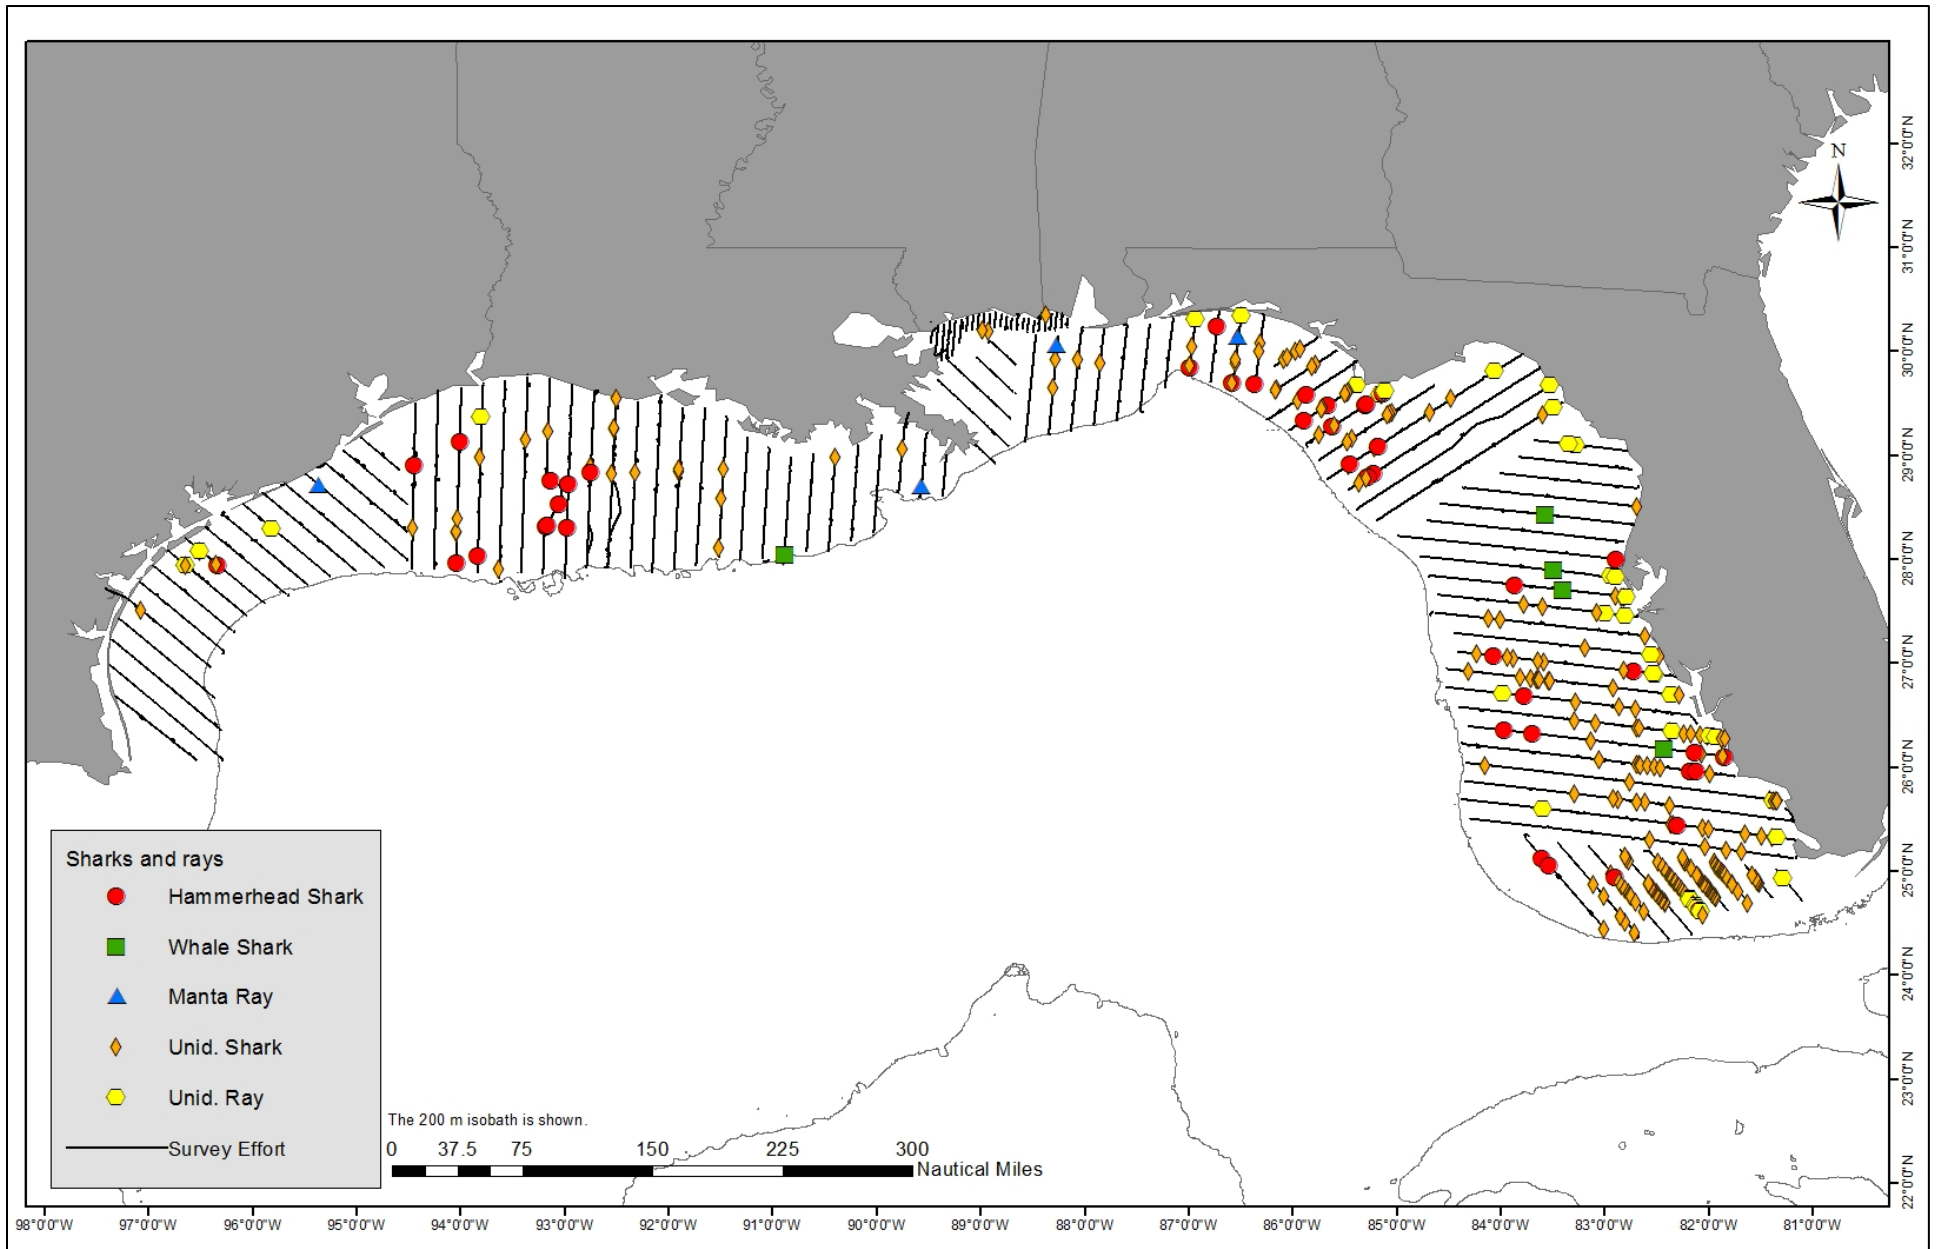 N
32°0'0"N
31°0'0"N
30°0'0"N
29°0'0"N
28°0'0"N
27°0'0"N
26°0'0"N
25°0'0"N
24°0'0"N
23°0'0"N
22°0'0"N
Sharks and rays
Hammerhead Shark
Whale Shark
Manta Ray
Unid. Shark
Unid. Ray
Survey Effort
The 200 m isobath is shown.
0 37.5 75 150 225 300
Nautical Miles
98°0'0"W 97°0'0"W 96°0'0"W 95°0'0"W 94°0'0"W 93°0'0"W 92°0'0"W 91°0'0"W 90°0'0"W 89°0'0"W 88°0'0"W 87°0'0"W 86°0'0"W 85°0'0"W 84°0'0"W 83°0'0"W 82°0'0"W 81°0'0"W